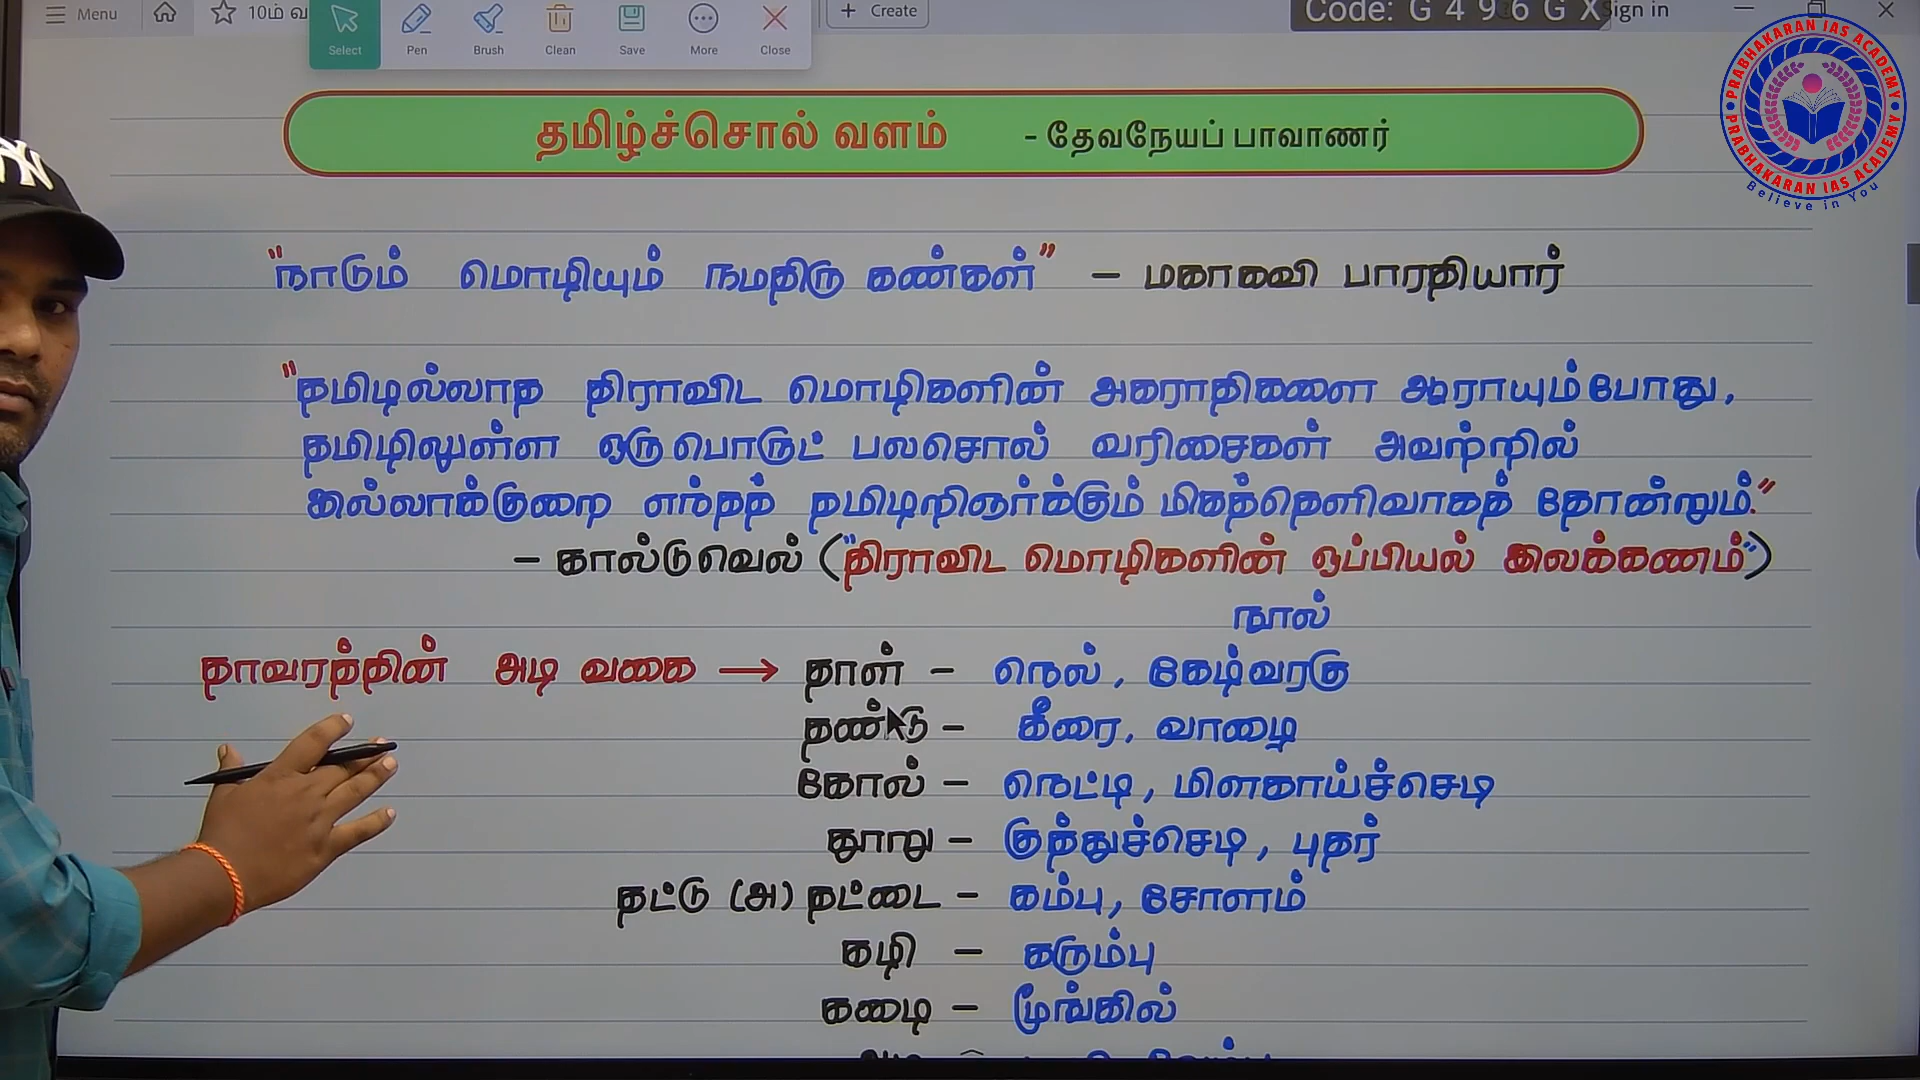 Menu
10ம் வ
Select
Pen
Brush
Clean
Save
More
Close
+ Create
Code: G 4 9 6 G X
Sign in
PRABHAKARAN IAS ACADEMY
PRABHAKARAN IAS ACADEMY
Believe in You
தமிழ்ச்சொல் வளம் - தேவநேயப் பாவாணர்
"நாடும் மொழியும் நமதிரு கண்கள்" – மகாகவி பாரதியார்
"தமிழல்லாத திராவிட மொழிகளின் அகராதிகளை ஆராயும்போது,
தமிழிலுள்ள ஒருபொருட் பலசொல் வரிசைகள் அவற்றில்
இல்லாக்குறை எந்தத் தமிழறிஞர்க்கும் மிகத்தெளிவாகத் தோன்றும்."
– கால்டுவெல் ("திராவிட மொழிகளின் ஒப்பியல் இலக்கணம்")
நூல்
தாவரத்தின் அடி வகை → தாள் – நெல், கேழ்வரகு
தண்டு – கீரை, வாழை
கோல் – நெட்டி, மிளகாய்ச்செடி
தூறு – குத்துச்செடி, புதர்
தட்டு (அ) தட்டை – கம்பு, சோளம்
கழி – கரும்பு
கழை – மூங்கில்